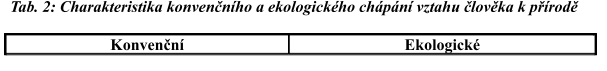 Tab. 2: Charakteristika konvenčního a ekologického chápání vztahu člověka k přírodě
Konvenční Ekologické